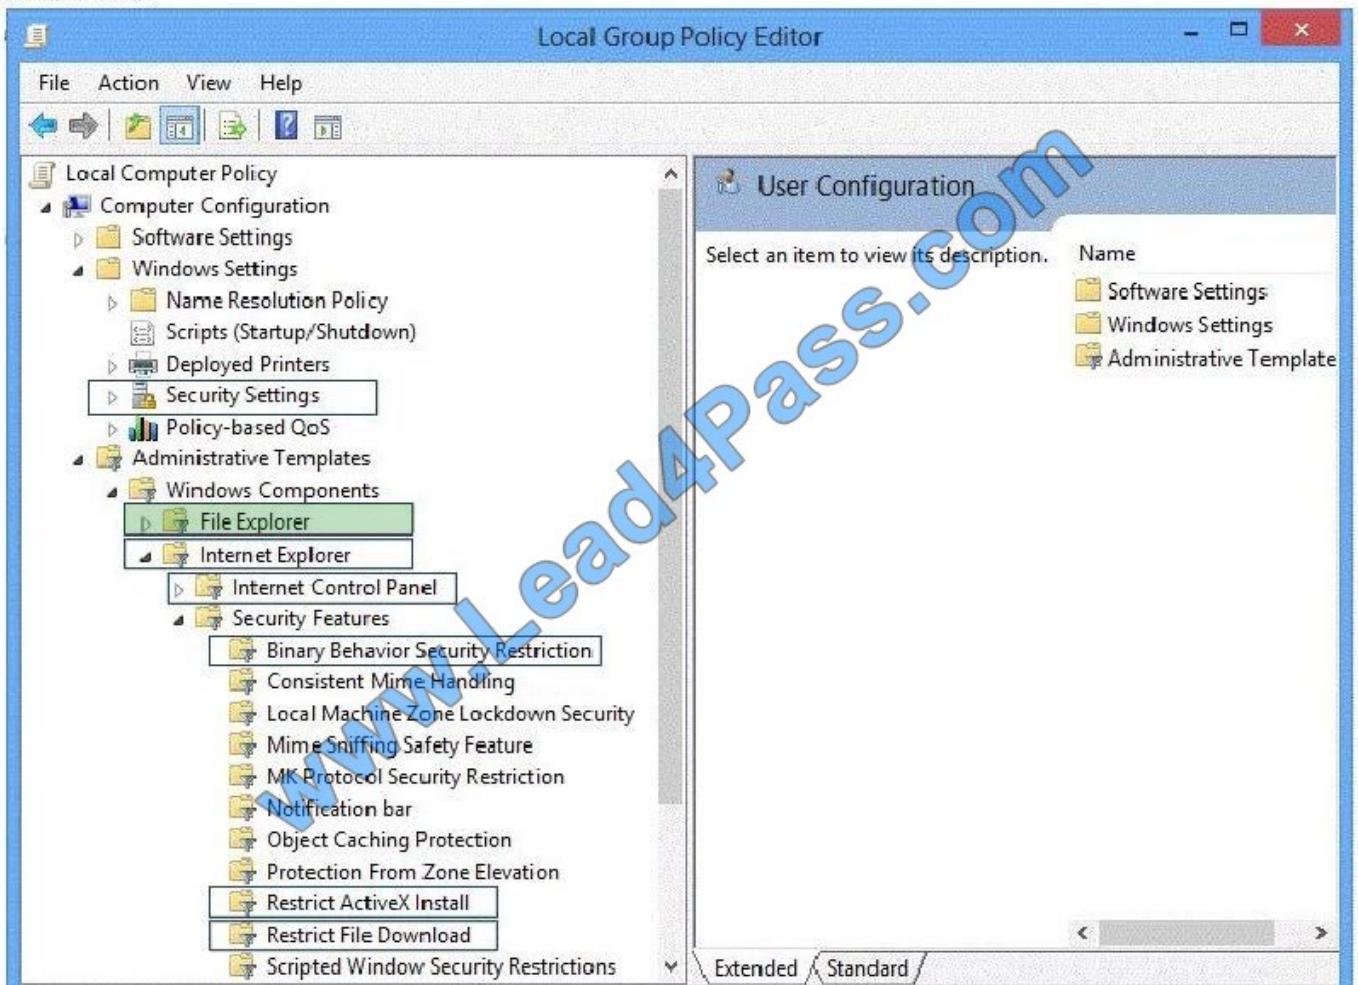 Local Group Policy Editor
File Action View Help
Local Computer Policy
Computer Configuration
Software Settings
Windows Settings
Name Resolution Policy
Scripts (Startup/Shutdown)
Deployed Printers
Security Settings
Policy-based QoS
Administrative Templates
Windows Components
File Explorer
Internet Explorer
Internet Control Panel
Security Features
Binary Behavior Security Restriction
Consistent Mime Handling
Local Machine Zone Lockdown Security
Mime Sniffing Safety Feature
MK Protocol Security Restriction
Notification bar
Object Caching Protection
Protection From Zone Elevation
Restrict ActiveX Install
Restrict File Download
Scripted Window Security Restrictions
User Configuration
Select an item to view its description.
Name
Software Settings
Windows Settings
Administrative Template
Extended Standard
www.Lead4Pass.com